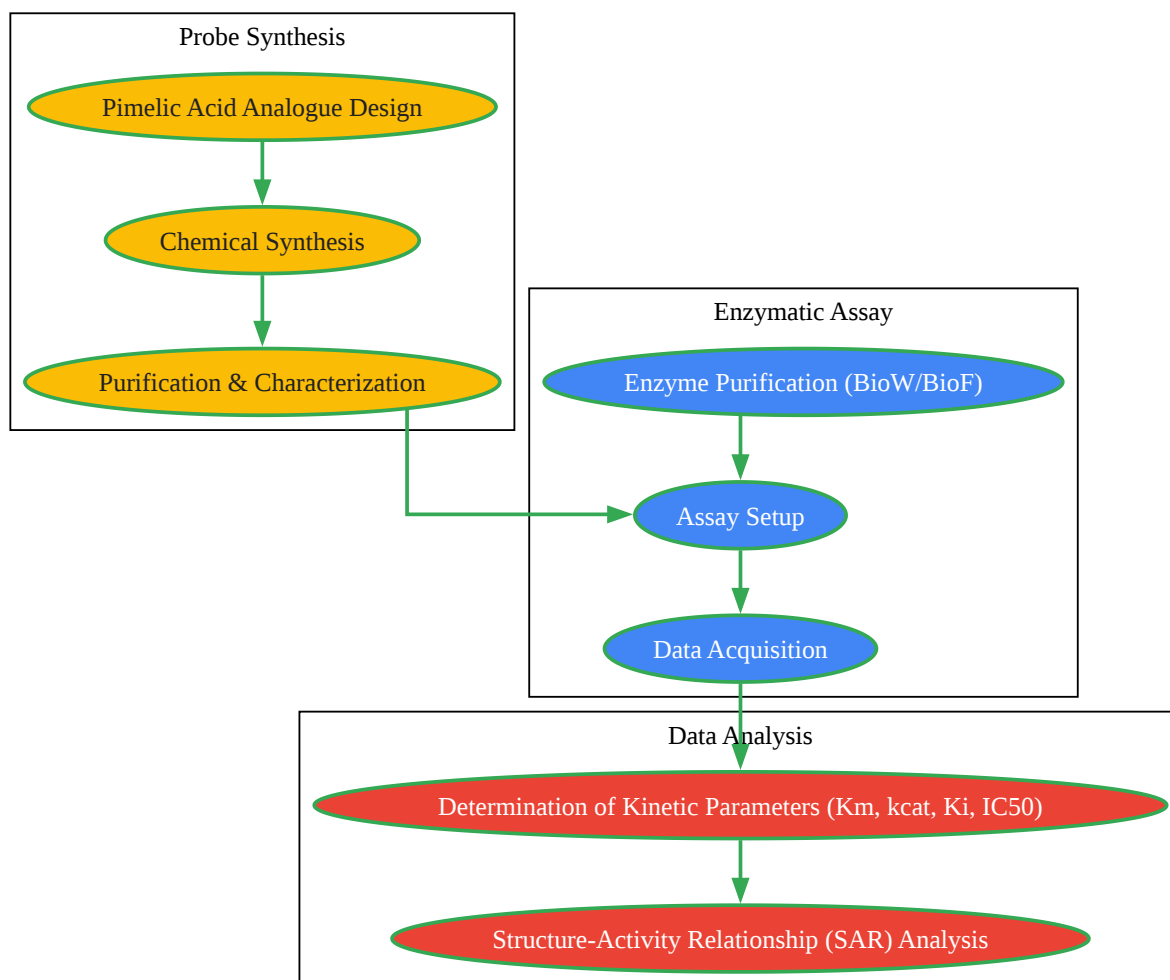 Probe Synthesis
Pimelic Acid Analogue Design
Chemical Synthesis
Purification & Characterization
Enzymatic Assay
Enzyme Purification (BioW/BioF)
Assay Setup
Data Acquisition
Data Analysis
Determination of Kinetic Parameters (Km, kcat, Ki, IC50)
Structure-Activity Relationship (SAR) Analysis